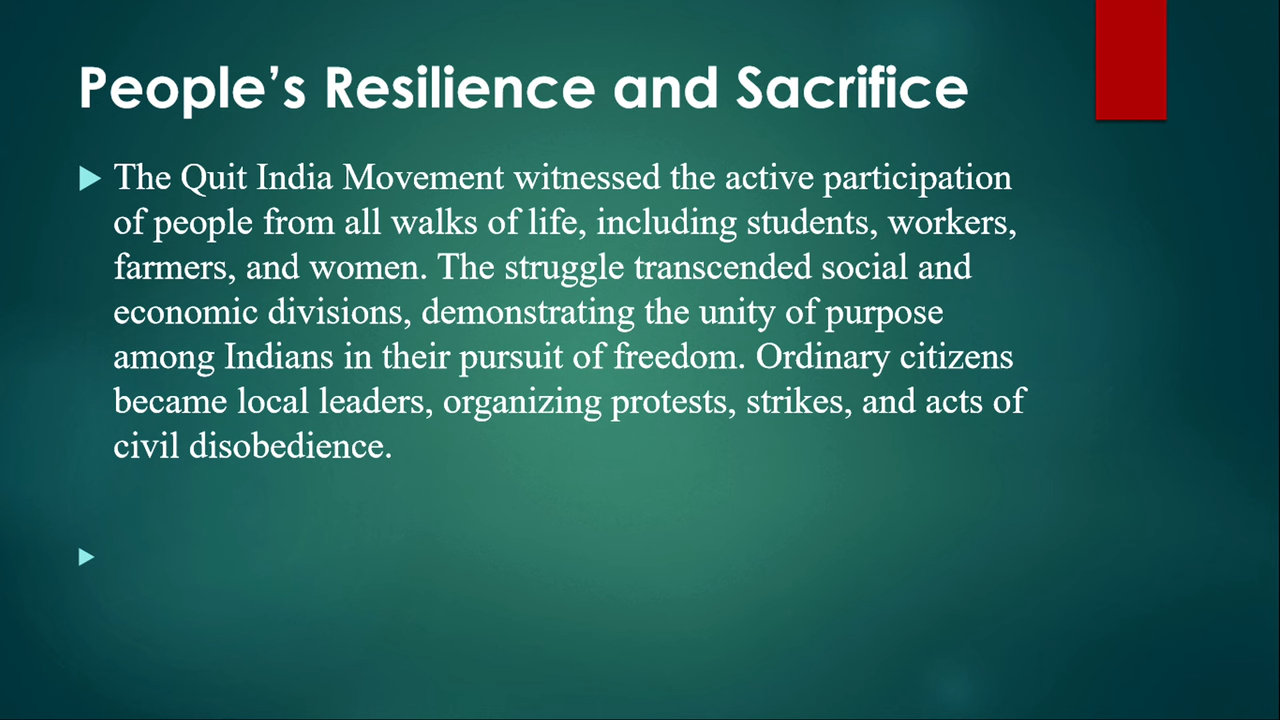 People’s Resilience and Sacrifice
The Quit India Movement witnessed the active participation
of people from all walks of life, including students, workers,
farmers, and women. The struggle transcended social and
economic divisions, demonstrating the unity of purpose
among Indians in their pursuit of freedom. Ordinary citizens
became local leaders, organizing protests, strikes, and acts of
civil disobedience.